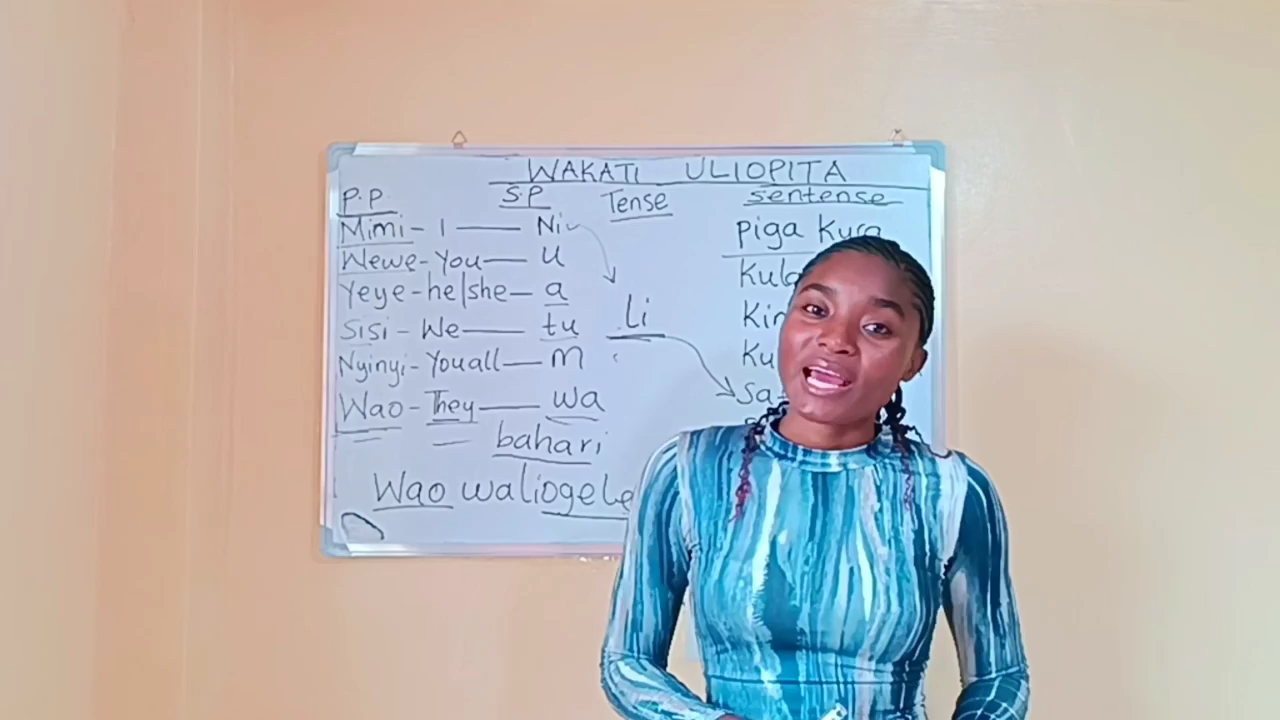 WAKATI ULIOPITA
P.P S.P Tense sentense
Mimi - I — Ni piga Kura
Wewe - You — U
Yeye - he/she — a
Li
Sisi - We — tu
Nyinyi - You all — M
Wao - They — wa
bahari
Wao